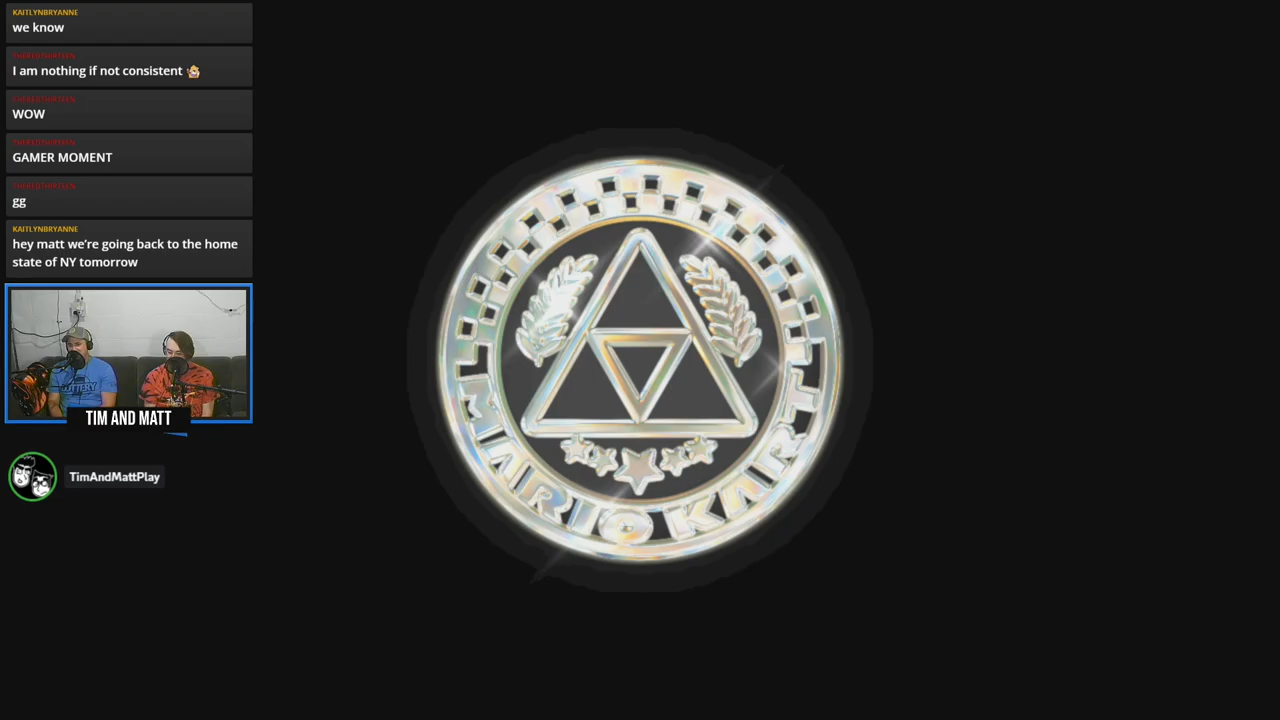 KAITLYNBRYANNE
we know
I am nothing if not consistent
WOW
GAMER MOMENT
gg
KAITLYNBRYANNE
hey matt we're going back to the home
state of NY tomorrow
TIM AND MATT
TimAndMattPlay
MARIO KART